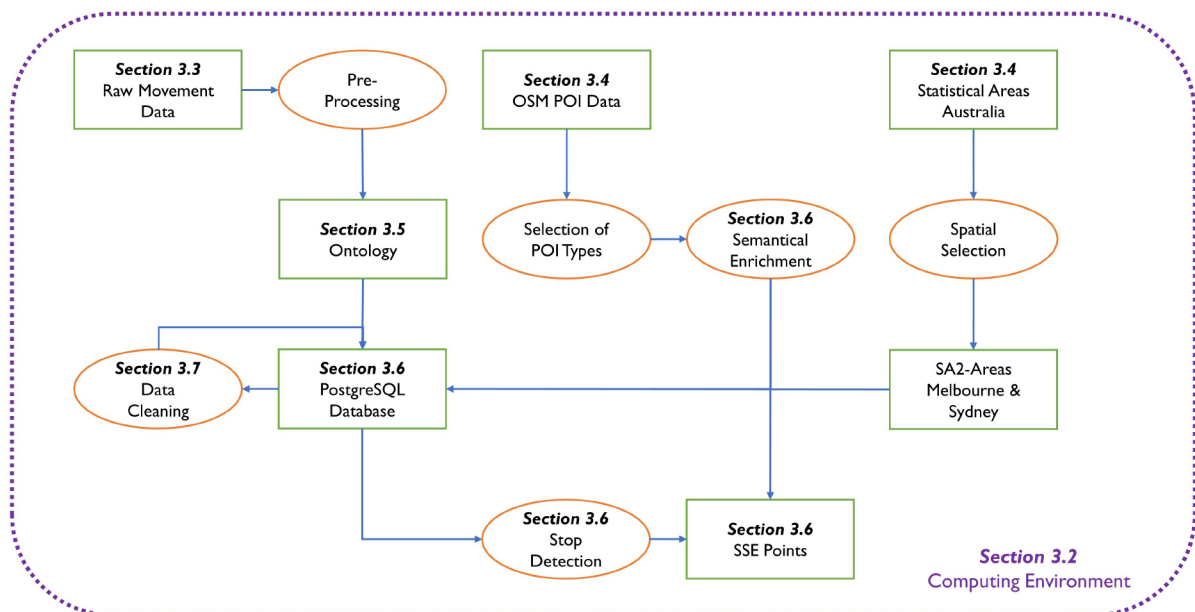 Section 3.3
Raw Movement
Data
Pre-
Processing
Section 3.4
OSM POI Data
Section 3.4
Statistical Areas
Australia
Section 3.5
Ontology
Selection of
POI Types
Section 3.6
Semantical
Enrichment
Spatial
Selection
Section 3.7
Data
Cleaning
Section 3.6
PostgreSQL
Database
SA2-Areas
Melbourne &
Sydney
Section 3.6
Stop
Detection
Section 3.6
SSE Points
Section 3.2
Computing Environment